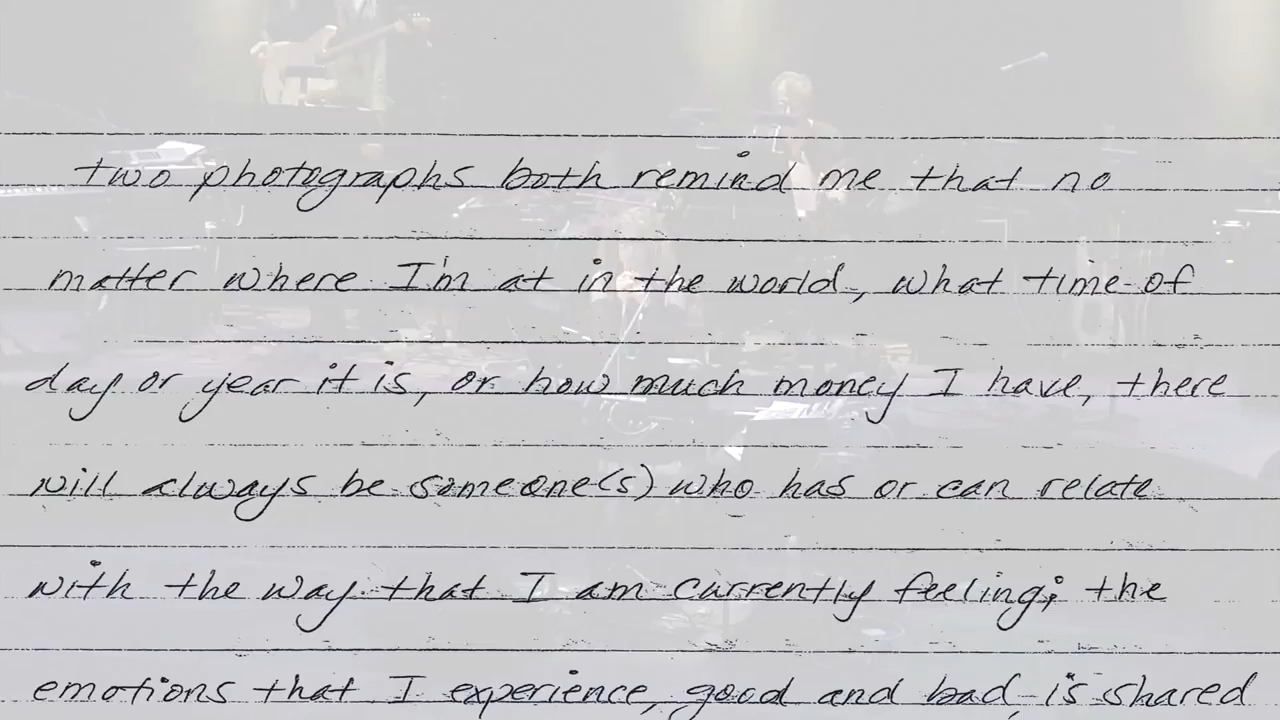 two photographs both remind me that no
matter where I'm at in the world, what time of
day or year it is, or how much money I have, there
will always be someone(s) who has or can relate
with the way that I am currently feeling; the
emotions that I experience, good and bad, is shared